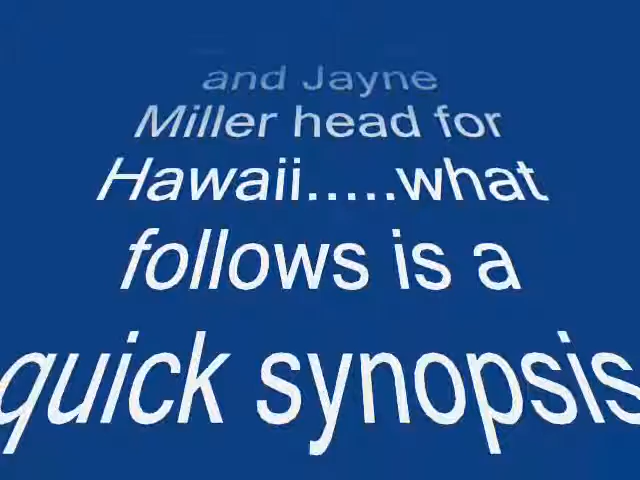 and Jayne
Miller head for
Hawaii.....what
follows is a
quick synopsis